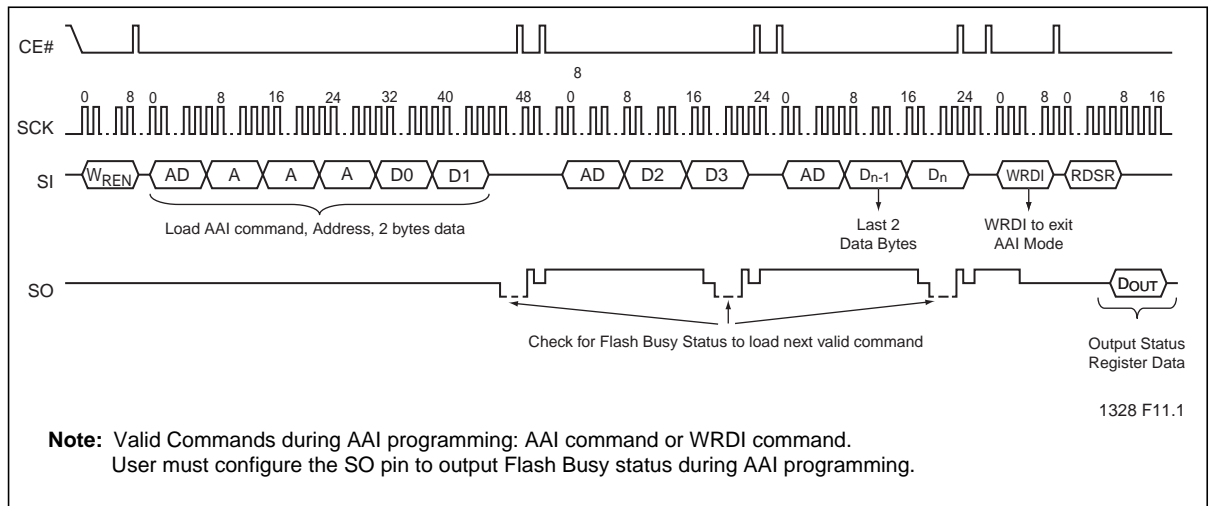 CE#
8
0 8 0 8 16 24 32 40 48 0 8 16 24 0 8 16 24 0 8 0 8 16
SCK
SI WREN AD A A A D0 D1 AD D2 D3 AD Dn-1 Dn WRDI RDSR
Load AAI command, Address, 2 bytes data
Last 2
Data Bytes
WRDI to exit
AAI Mode
SO DOUT
Check for Flash Busy Status to load next valid command
Output Status
Register Data
1328 F11.1
Note: Valid Commands during AAI programming: AAI command or WRDI command.
User must configure the SO pin to output Flash Busy status during AAI programming.